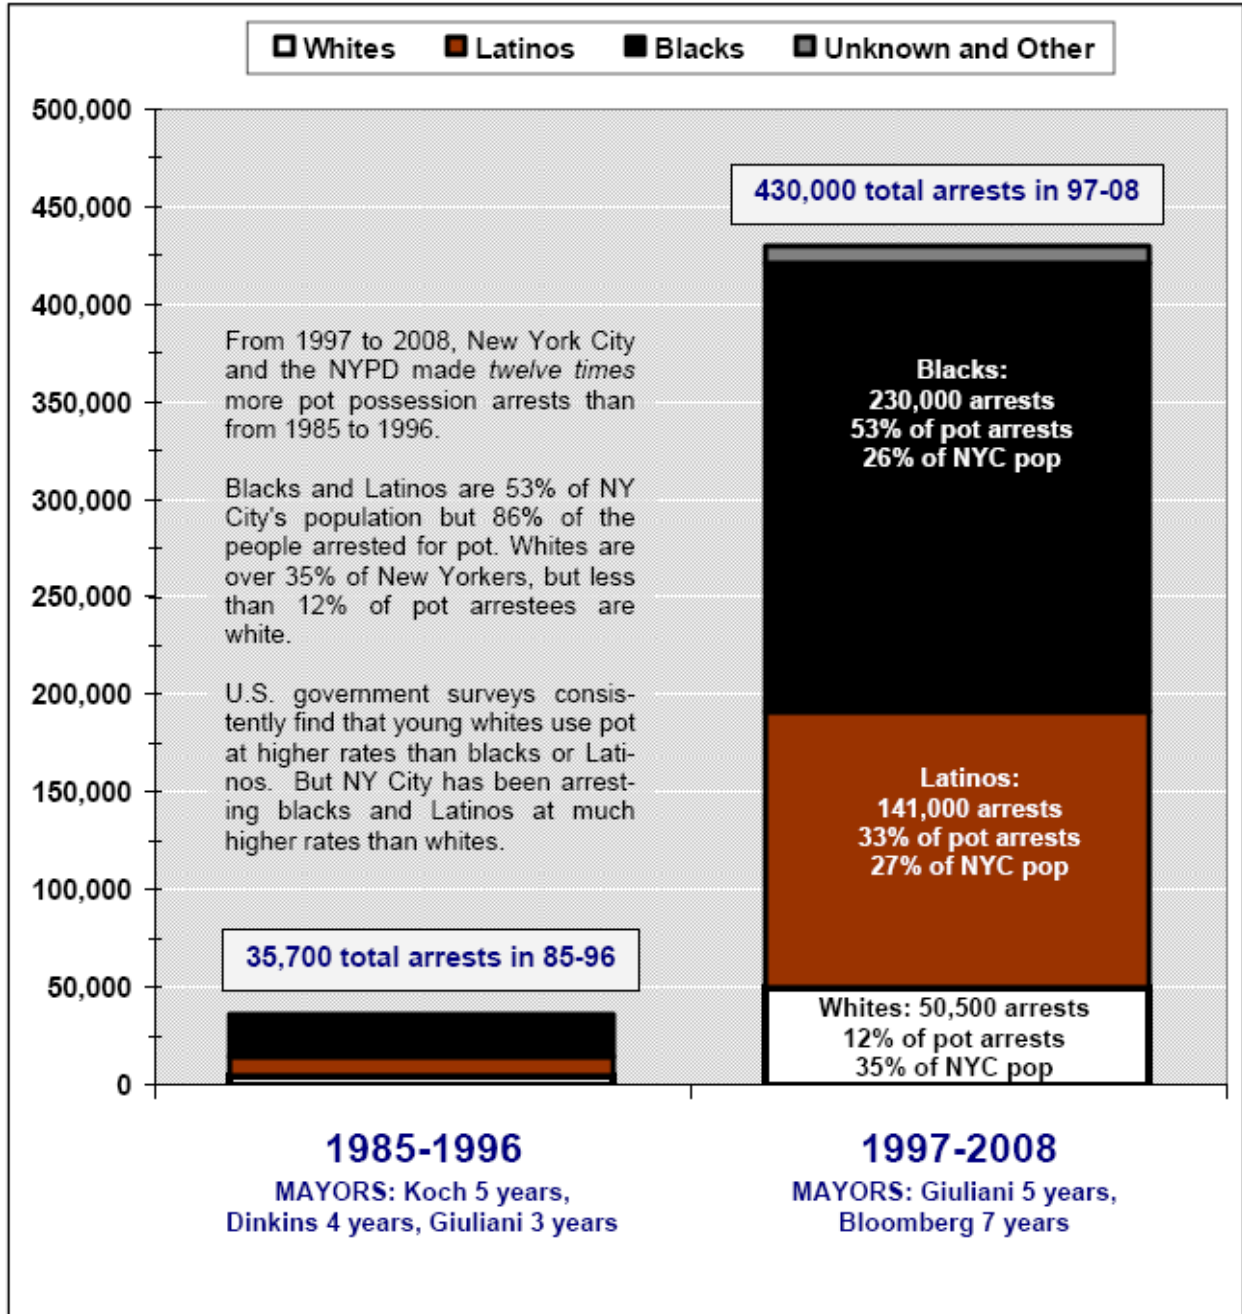 Whites Latinos Blacks Unknown and Other
500,000
450,000
400,000
350,000
300,000
250,000
200,000
150,000
100,000
50,000
0
430,000 total arrests in 97-08
From 1997 to 2008, New York City
and the NYPD made twelve times
more pot possession arrests than
from 1985 to 1996.
Blacks and Latinos are 53% of NY
City's population but 86% of the
people arrested for pot. Whites are
over 35% of New Yorkers, but less
than 12% of pot arrestees are
white.
U.S. government surveys consis-
tently find that young whites use pot
at higher rates than blacks or Lati-
nos. But NY City has been arrest-
ing blacks and Latinos at much
higher rates than whites.
35,700 total arrests in 85-96
Blacks:
230,000 arrests
53% of pot arrests
26% of NYC pop
Latinos:
141,000 arrests
33% of pot arrests
27% of NYC pop
Whites: 50,500 arrests
12% of pot arrests
35% of NYC pop
1985-1996
MAYORS: Koch 5 years,
Dinkins 4 years, Giuliani 3 years
1997-2008
MAYORS: Giuliani 5 years,
Bloomberg 7 years